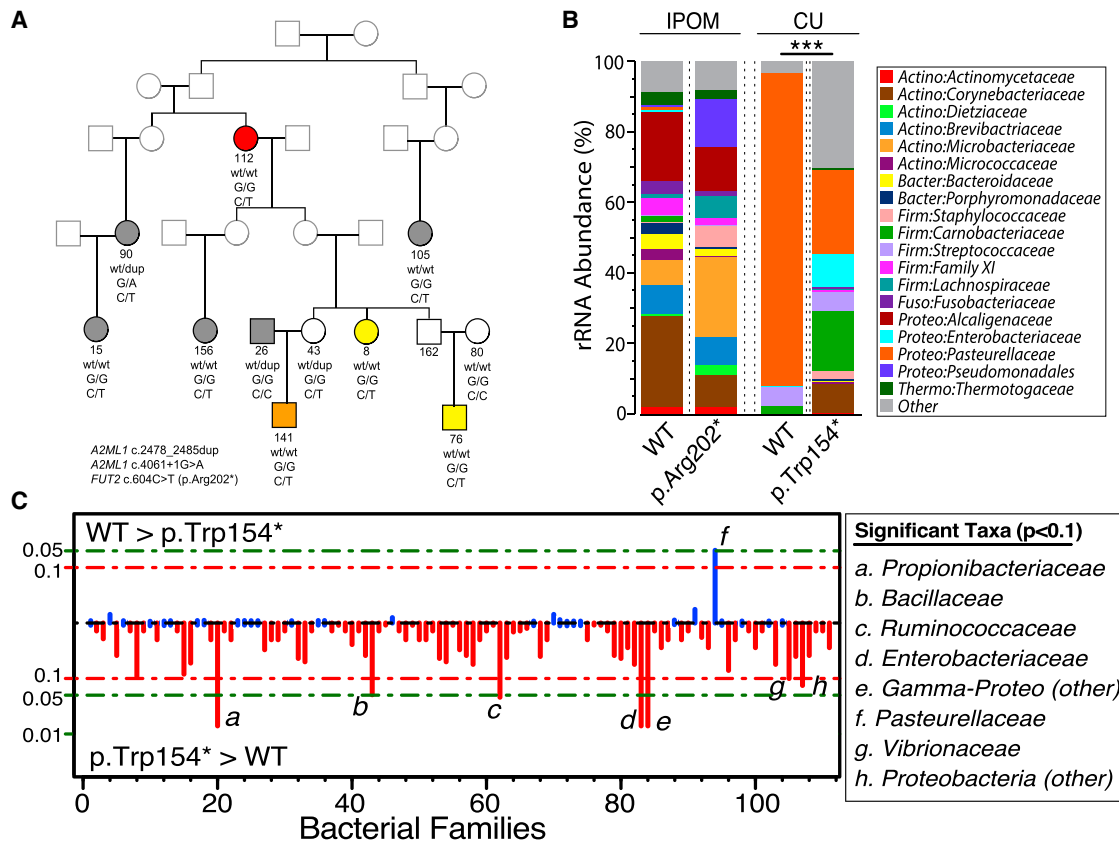 A
112
wt/wt
G/G
C/T
90
wt/dup
G/A
C/T
105
wt/wt
G/G
C/T
15
wt/wt
G/G
C/T
156
wt/wt
G/G
C/T
26
wt/dup
G/G
C/C
43
wt/dup
G/G
C/T
8
wt/wt
G/G
C/T
162
80
wt/wt
G/G
C/C
141
wt/wt
G/G
C/T
76
wt/wt
G/G
C/T
A2ML1 c.2478_2485dup
A2ML1 c.4061+1G>A
FUT2 c.604C>T (p.Arg202*)
B
IPOM
CU
***
rRNA Abundance (%)
100
80
60
40
20
0
WT
p.Arg202*
WT
p.Trp154*
Actino:Actinomycetaceae
Actino:Corynebacteriaceae
Actino:Dietziaceae
Actino:Brevibactriaceae
Actino:Microbacteriaceae
Actino:Micrococcaceae
Bacter:Bacteroidaceae
Bacter:Porphyromonadaceae
Firm:Staphylococcaceae
Firm:Carnobacteriaceae
Firm:Streptococcaceae
Firm:Family XI
Firm:Lachnospiraceae
Fuso:Fusobacteriaceae
Proteo:Alcaligenaceae
Proteo:Enterobacteriaceae
Proteo:Pasteurellaceae
Proteo:Pseudomonadales
Thermo:Thermotogaceae
Other
C
WT > p.Trp154*
0.05
0.1
0.1
0.05
0.01
a
b
c
d
e
f
g
h
p.Trp154* > WT
0
20
40
60
80
100
Bacterial Families
Significant Taxa (p<0.1)
a. Propionibacteriaceae
b. Bacillaceae
c. Ruminococcaceae
d. Enterobacteriaceae
e. Gamma-Proteo (other)
f. Pasteurellaceae
g. Vibrionaceae
h. Proteobacteria (other)